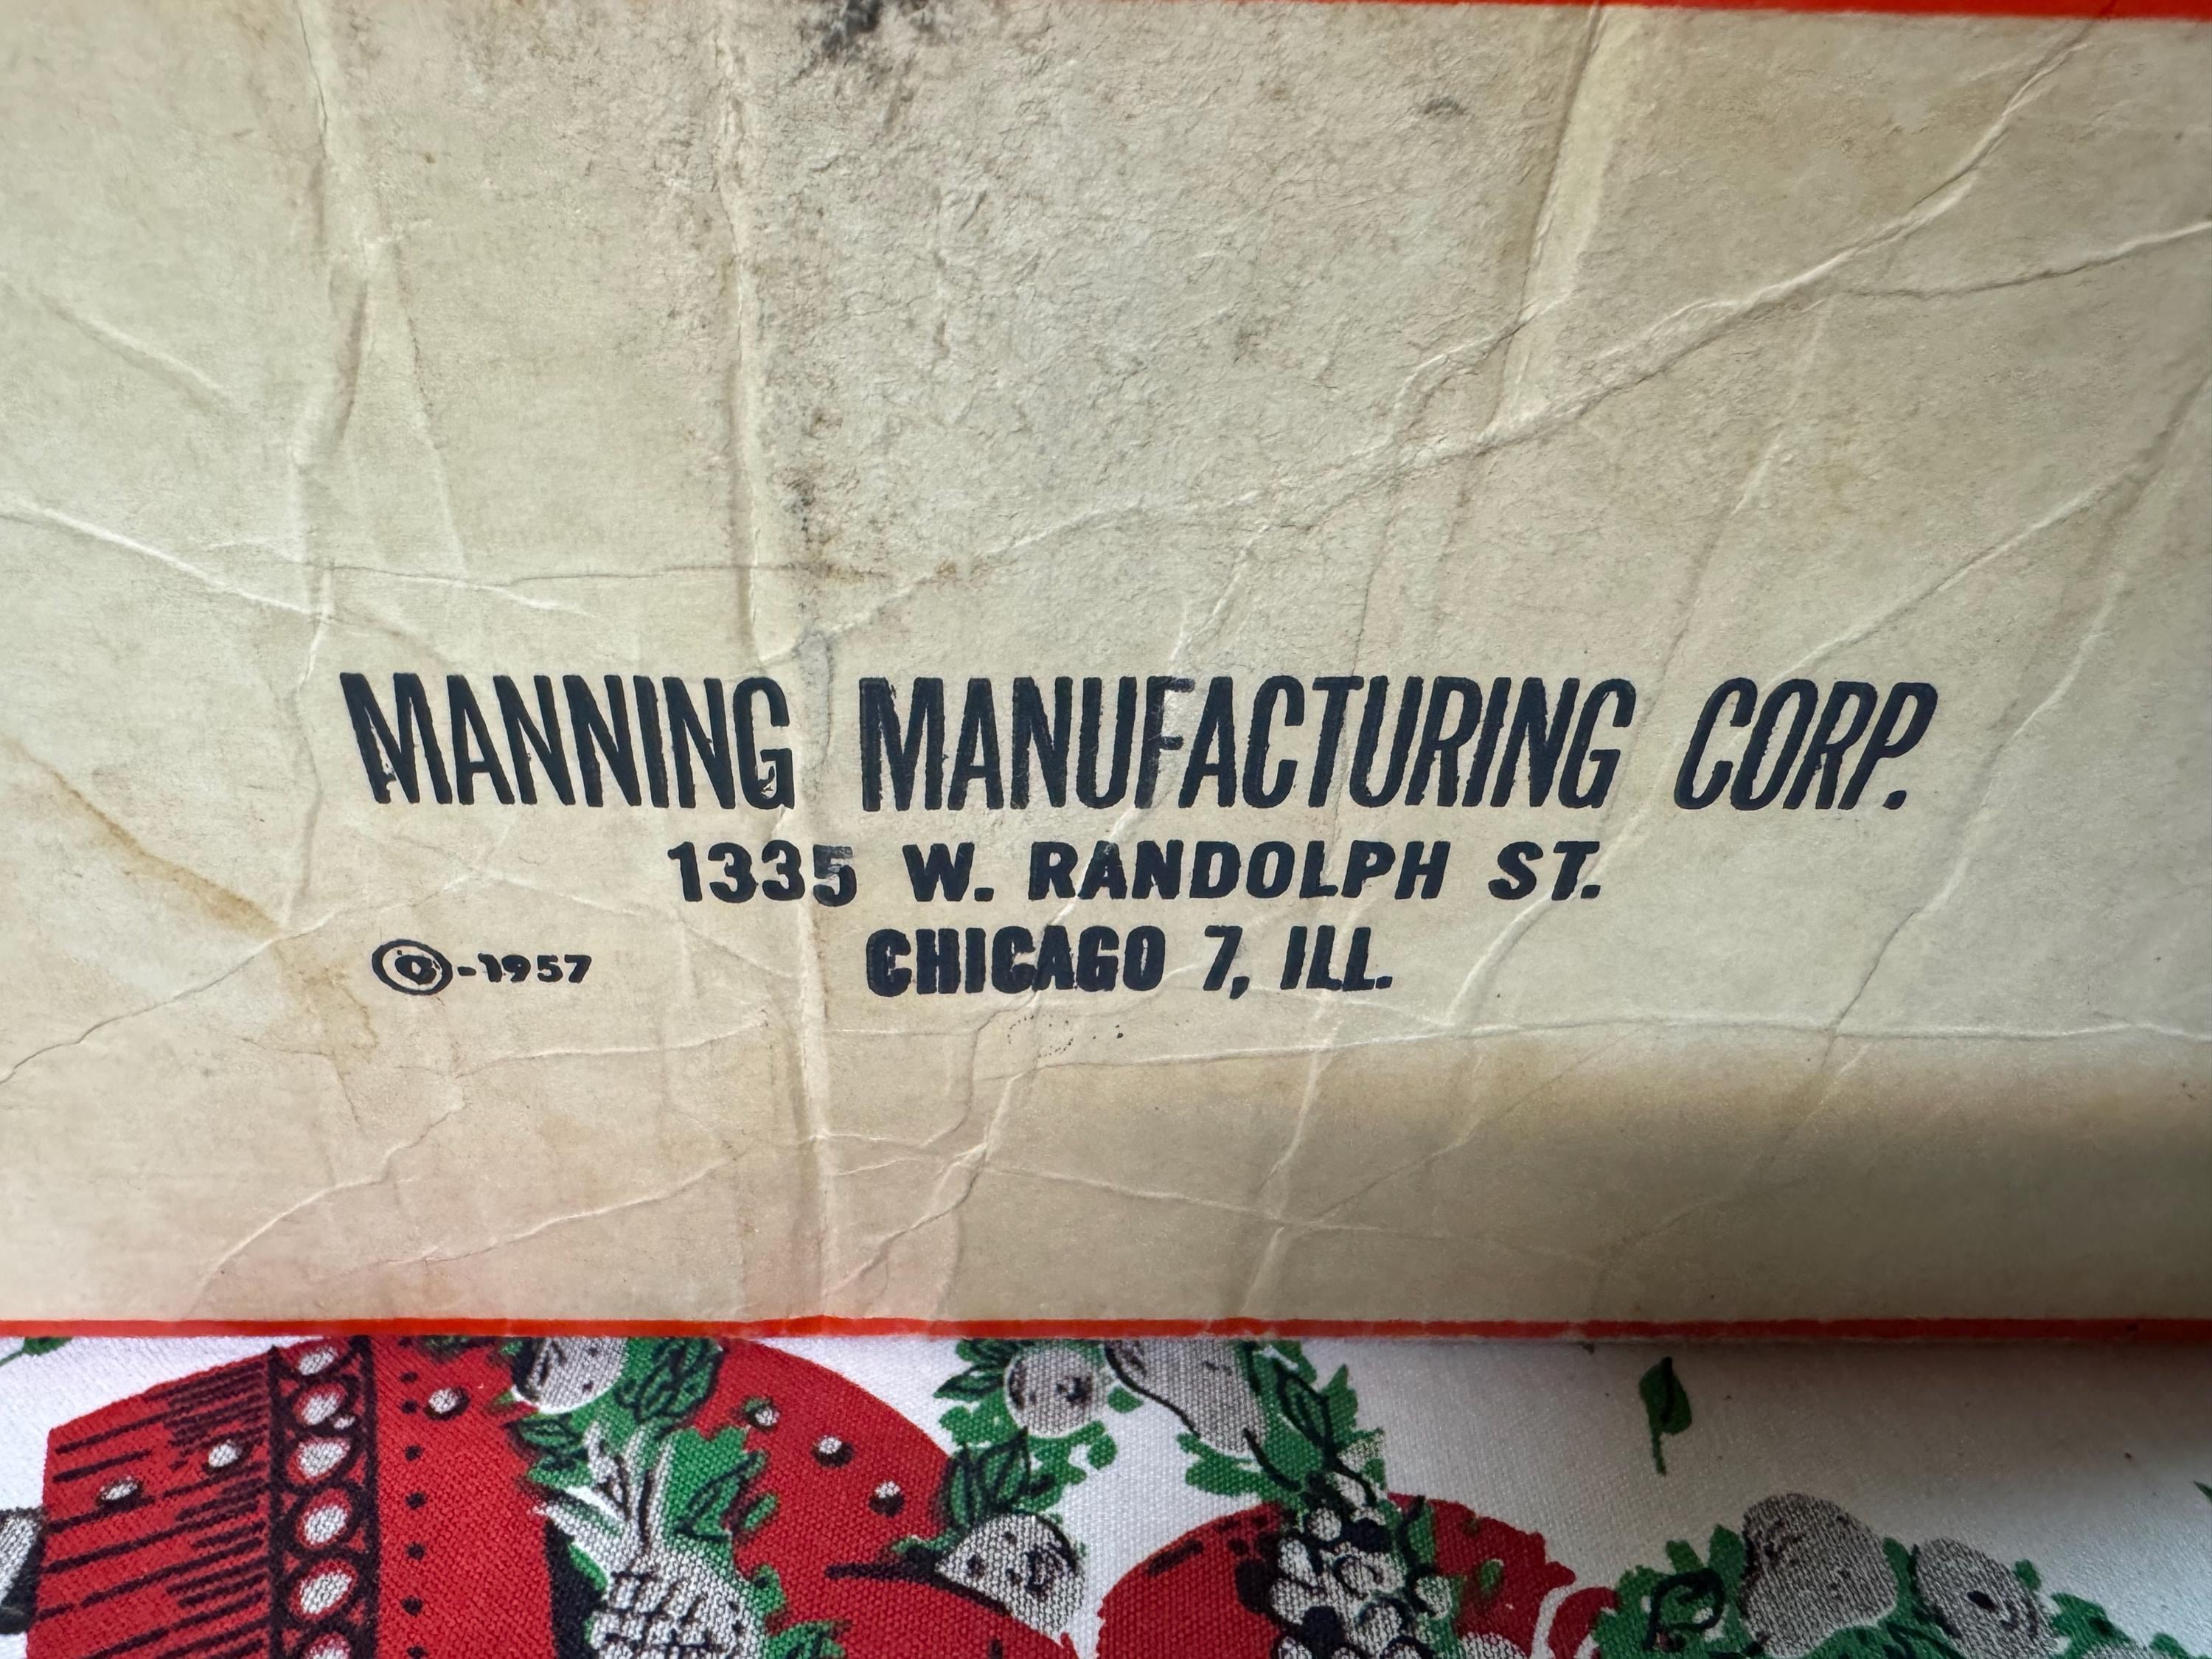 MANNING MANUFACTURING CORP.
1335 W. RANDOLPH ST.
CHICAGO 7, ILL.
©-1957